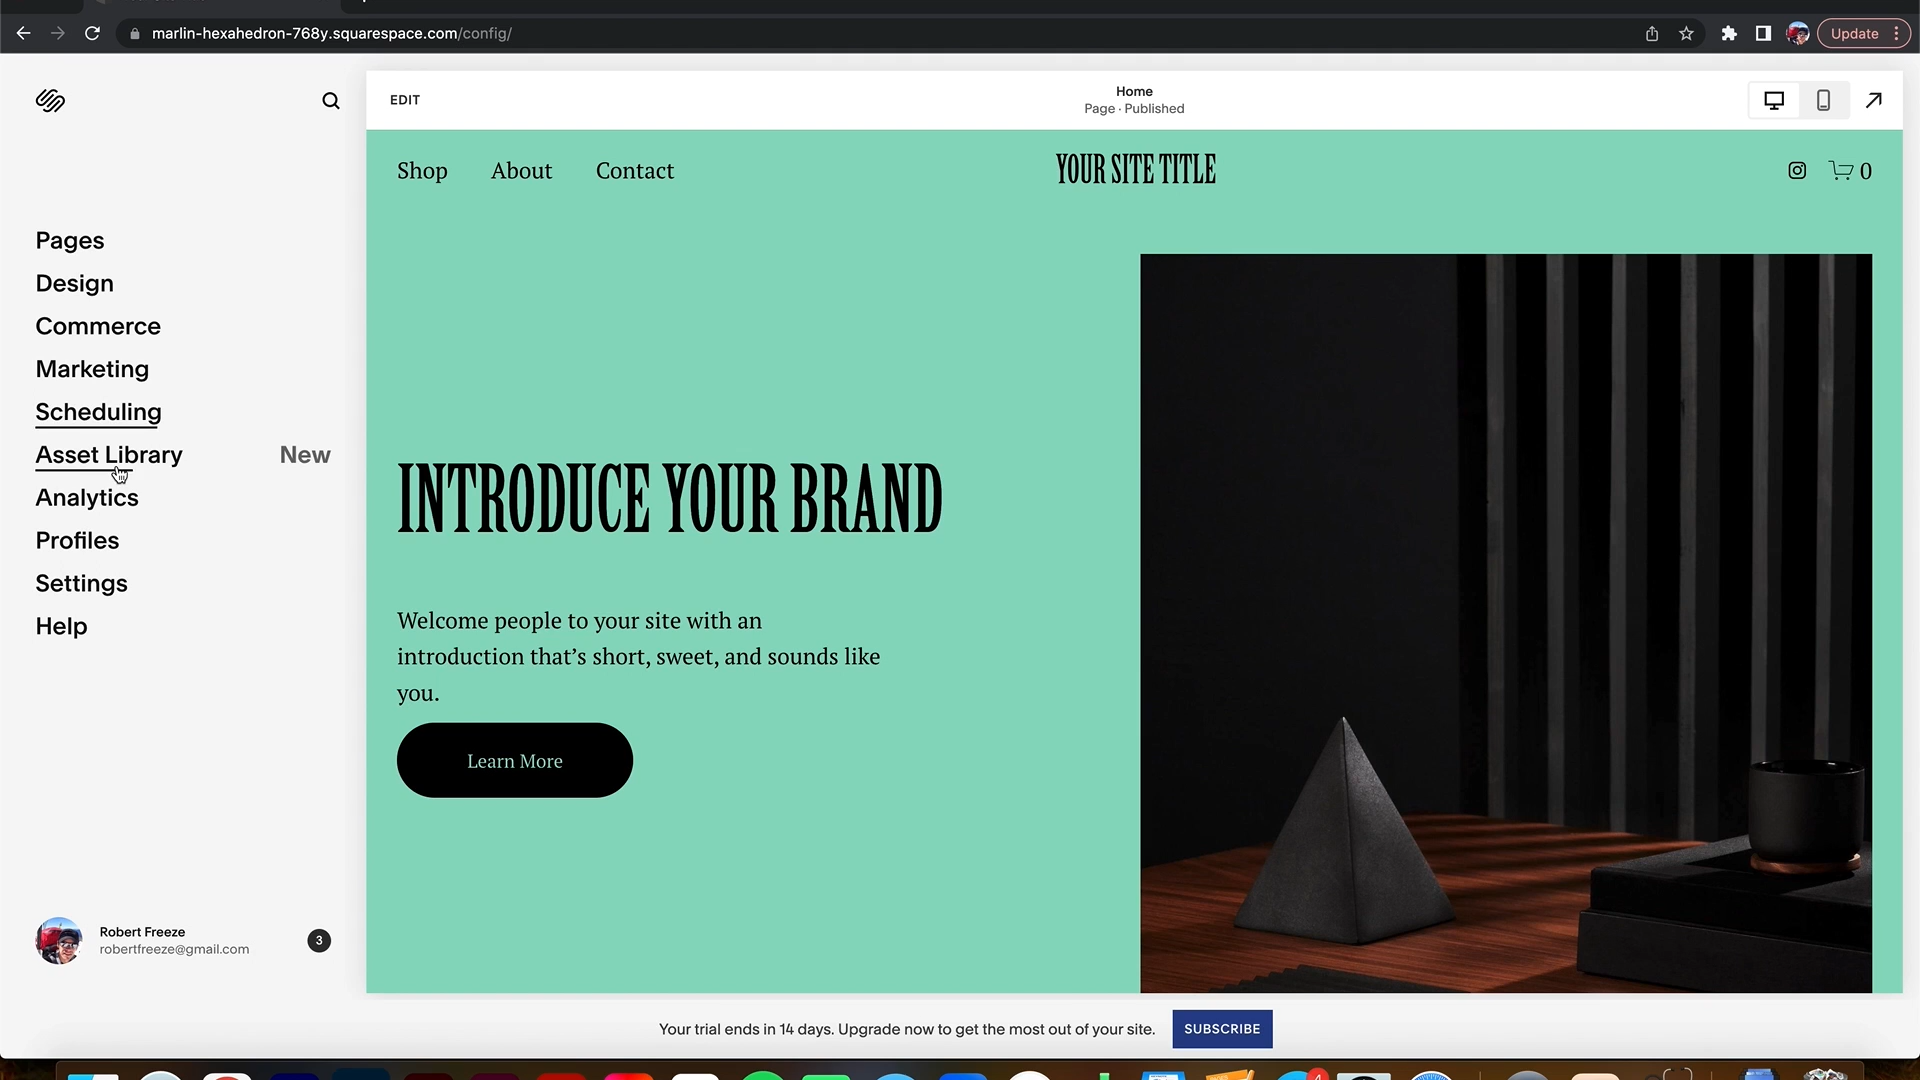 marlin-hexahedron-768y.squarespace.com/config/
Update
EDIT
Home
Page · Published
Shop
About
Contact
YOUR SITE TITLE
0
Pages
Design
Commerce
Marketing
Scheduling
Asset Library
New
Analytics
Profiles
Settings
Help
INTRODUCE YOUR BRAND
Welcome people to your site with an
introduction that’s short, sweet, and sounds like
you.
Learn More
Robert Freeze
robertfreeze@gmail.com
3
Your trial ends in 14 days. Upgrade now to get the most out of your site.
SUBSCRIBE